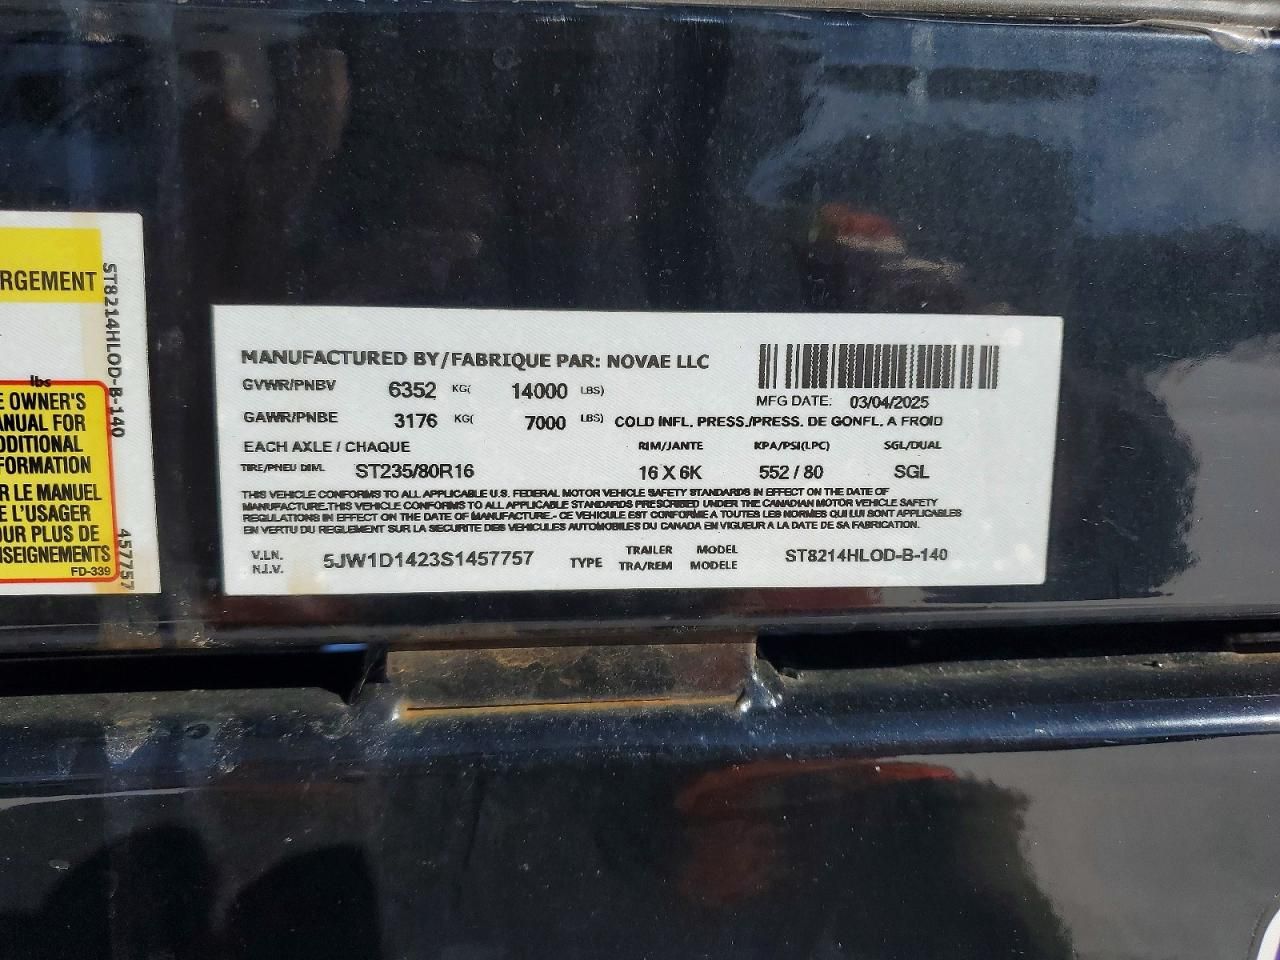 RGEMENT
lbs
E OWNER'S
ANUAL FOR
DDITIONAL
FORMATION
R LE MANUEL
E L'USAGER
OUR PLUS DE
NSEIGNEMENTS
FD-339
ST8214HLOD-B-140
457757
MANUFACTURED BY/FABRIQUE PAR: NOVAE LLC
GVWR/PNBV 6352 KG( 14000 LBS)
MFG DATE: 03/04/2025
GAWR/PNBE 3176 KG( 7000 LBS) COLD INFL. PRESS./PRESS. DE GONFL. A FROID
EACH AXLE / CHAQUE RIM/JANTE KPA/PSI(LPC) SGL/DUAL
TIRE/PNEU DIM. ST235/80R16 16 X 6K 552 / 80 SGL
THIS VEHICLE CONFORMS TO ALL APPLICABLE U.S. FEDERAL MOTOR VEHICLE SAFETY STANDARDS IN EFFECT ON THE DATE OF
MANUFACTURE.THIS VEHICLE CONFORMS TO ALL APPLICABLE STANDARDS PRESCRIBED UNDER THE CANADIAN MOTOR VEHICLE SAFETY
REGULATIONS IN EFFECT ON THE DATE OF MANUFACTURE.- CE VEHICULE EST CONFORME A TOUTES LES NORMES QUI LUI SONT APPLICABLES
EN VERTU DU REGLEMENT SUR LA SECURITE DES VEHICULES AUTOMOBILES DU CANADA EN VIGUEUR A LA DATE DE SA FABRICATION.
V.I.N. 5JW1D1423S1457757 TYPE TRAILER MODEL ST8214HLOD-B-140
N.I.V. TRA/REM MODELE